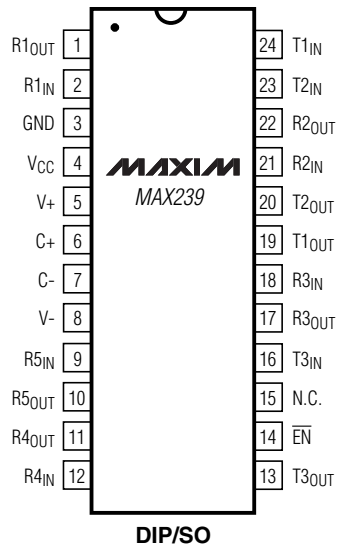 R1OUT 1 24 T1IN
R1IN 2 23 T2IN
GND 3 22 R2OUT
VCC 4 21 R2IN
MAXIM
V+ 5 20 T2OUT
MAX239
C+ 6 19 T1OUT
C- 7 18 R3IN
V- 8 17 R3OUT
R5IN 9 16 T3IN
R5OUT 10 15 N.C.
R4OUT 11 14 E̅N̅
R4IN 12 13 T3OUT
DIP/SO